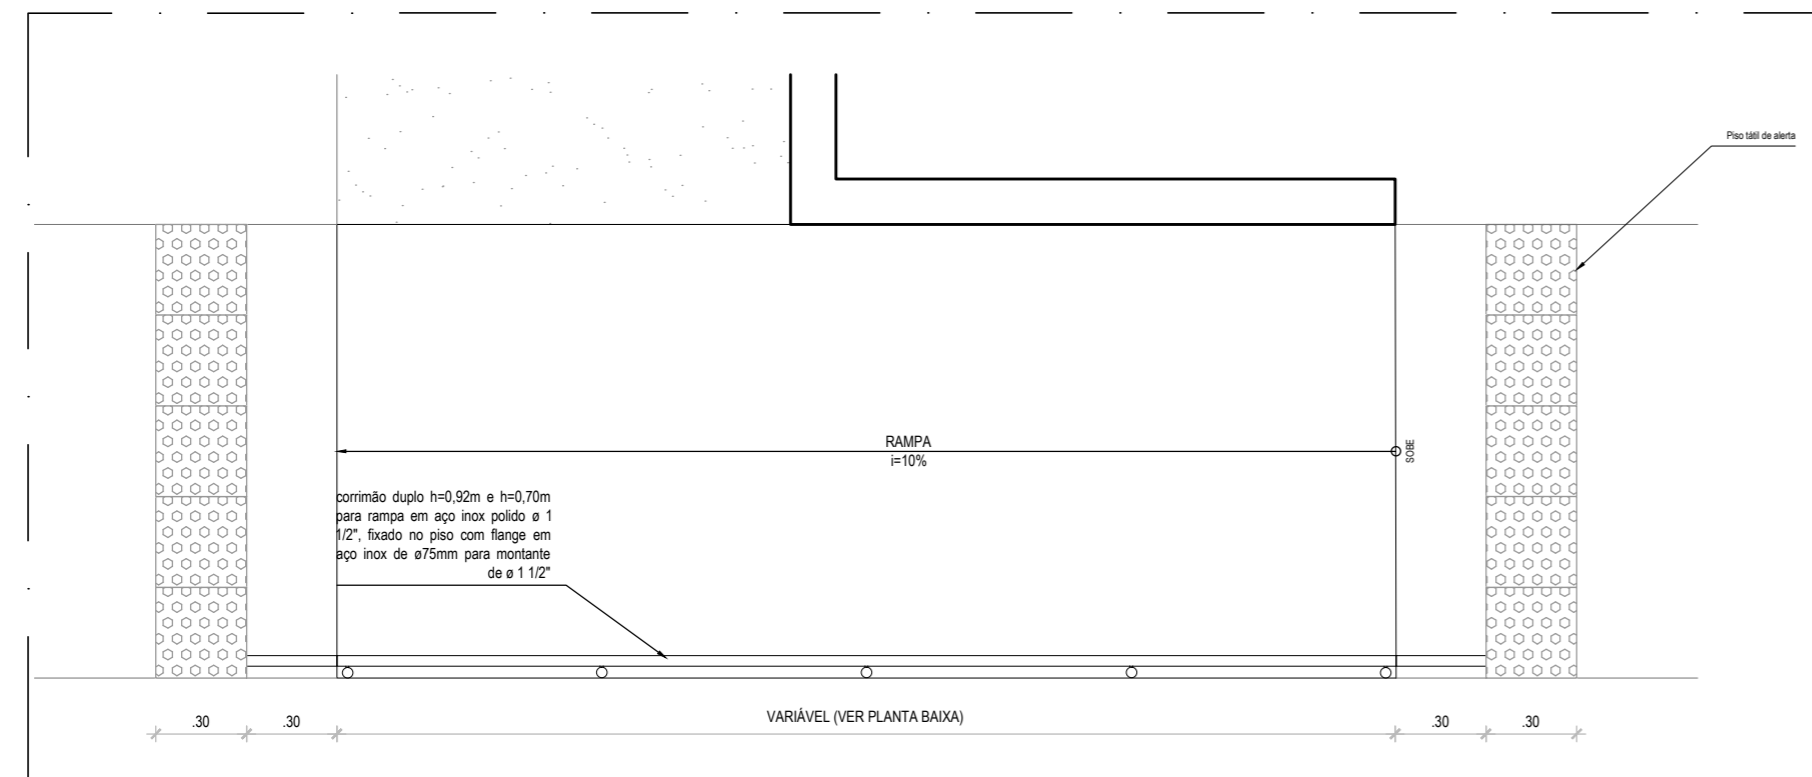 Piso tátil de alerta
RAMPA
i=10%
SOBE
corrimão duplo h=0,92m e h=0,70m
para rampa em aço inox polido ø 1
1/2", fixado no piso com flange em
aço inox de ø75mm para montante
de ø 1 1/2"
VARIÁVEL (VER PLANTA BAIXA)
.30 .30 .30 .30